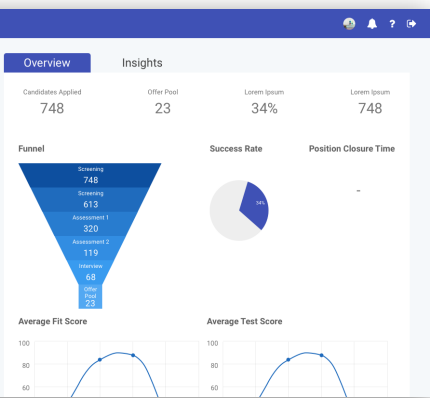 ?
Overview
Insights
Candidates Applied
Offer Pool
Lorem Ipsum
Lorem Ipsum
748
23
34%
748
Funnel
Success Rate
Position Closure Time
Screening
748
Screening
613
Assessment 1
320
Assessment 2
119
Interview
68
Offer
Pool
23
34%
-
Average Fit Score
Average Test Score
100
80
60
100
80
60